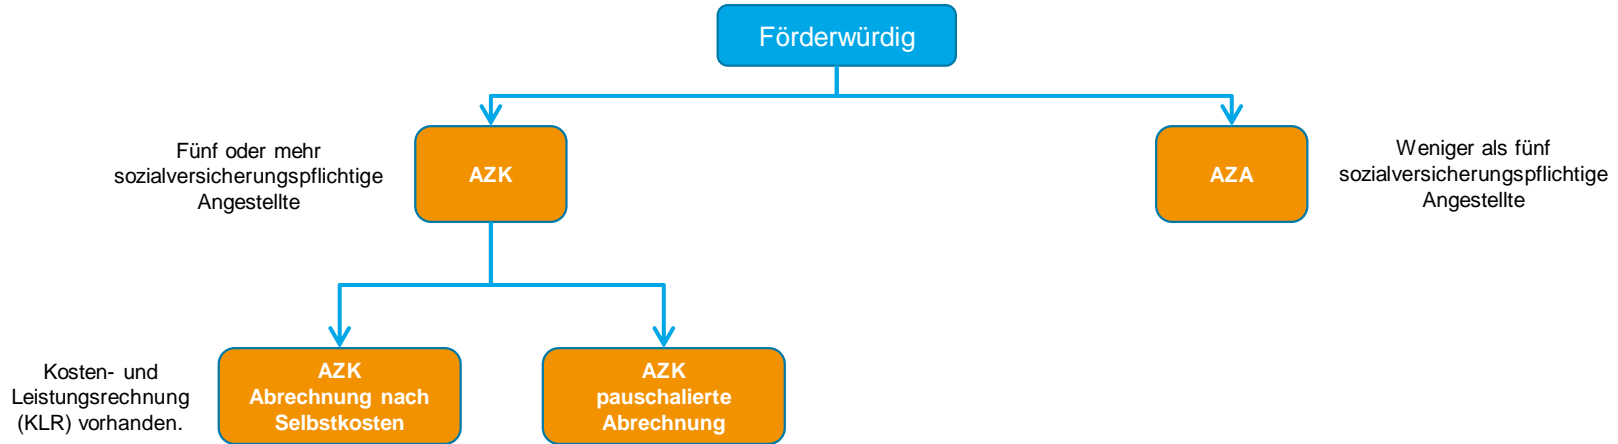 Förderwürdig
Fünf oder mehr
sozialversicherungspflichtige
Angestellte
AZK
AZA
Weniger als fünf
sozialversicherungspflichtige
Angestellte
Kosten- und
Leistungsrechnung
(KLR) vorhanden.
AZK
Abrechnung nach
Selbstkosten
AZK
pauschalierte
Abrechnung